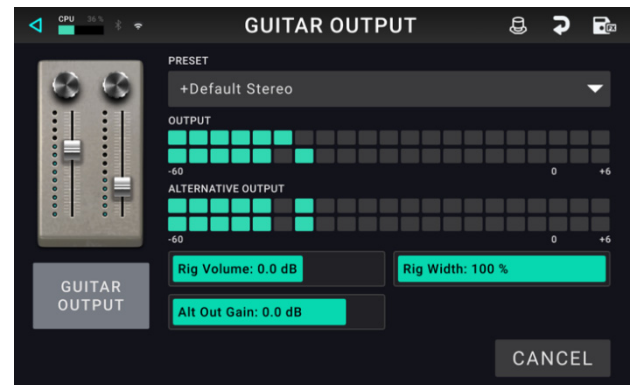 CPU 36 %
GUITAR OUTPUT
PRESET
+Default Stereo
OUTPUT
-60 0 +6
ALTERNATIVE OUTPUT
-60 0 +6
Rig Volume: 0.0 dB Rig Width: 100 %
GUITAR
OUTPUT
Alt Out Gain: 0.0 dB
CANCEL